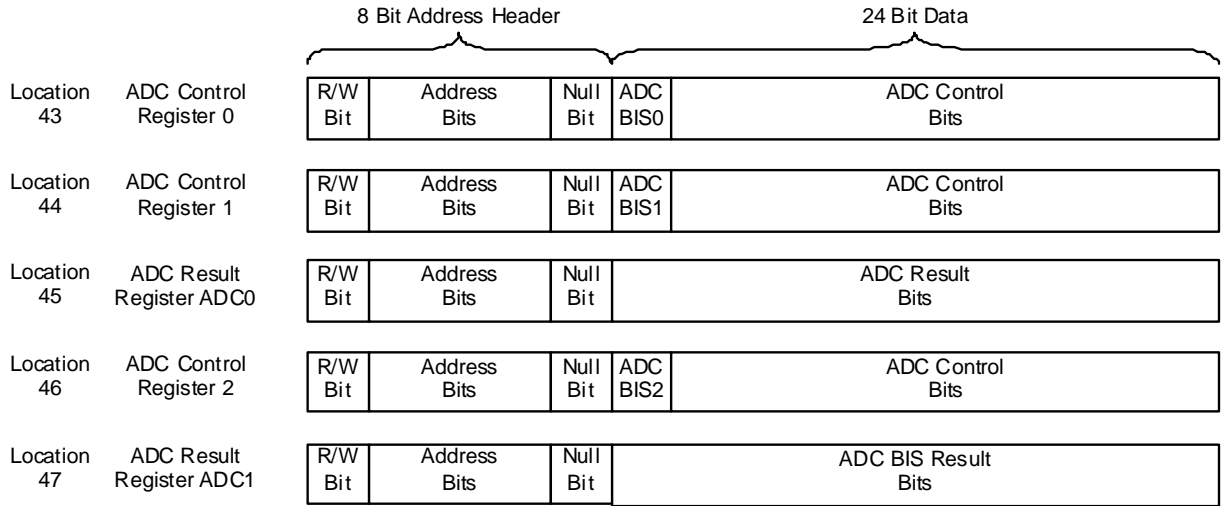 8 Bit Address Header 24 Bit Data
Location ADC Control R/W Address Null ADC ADC Control
43 Register 0 Bit Bits Bit BIS0 Bits
Location ADC Control R/W Address Null ADC ADC Control
44 Register 1 Bit Bits Bit BIS1 Bits
Location ADC Result R/W Address Null ADC Result
45 Register ADC0 Bit Bits Bit Bits
Location ADC Control R/W Address Null ADC ADC Control
46 Register 2 Bit Bits Bit BIS2 Bits
Location ADC Result R/W Address Null ADC BIS Result
47 Register ADC1 Bit Bits Bit Bits